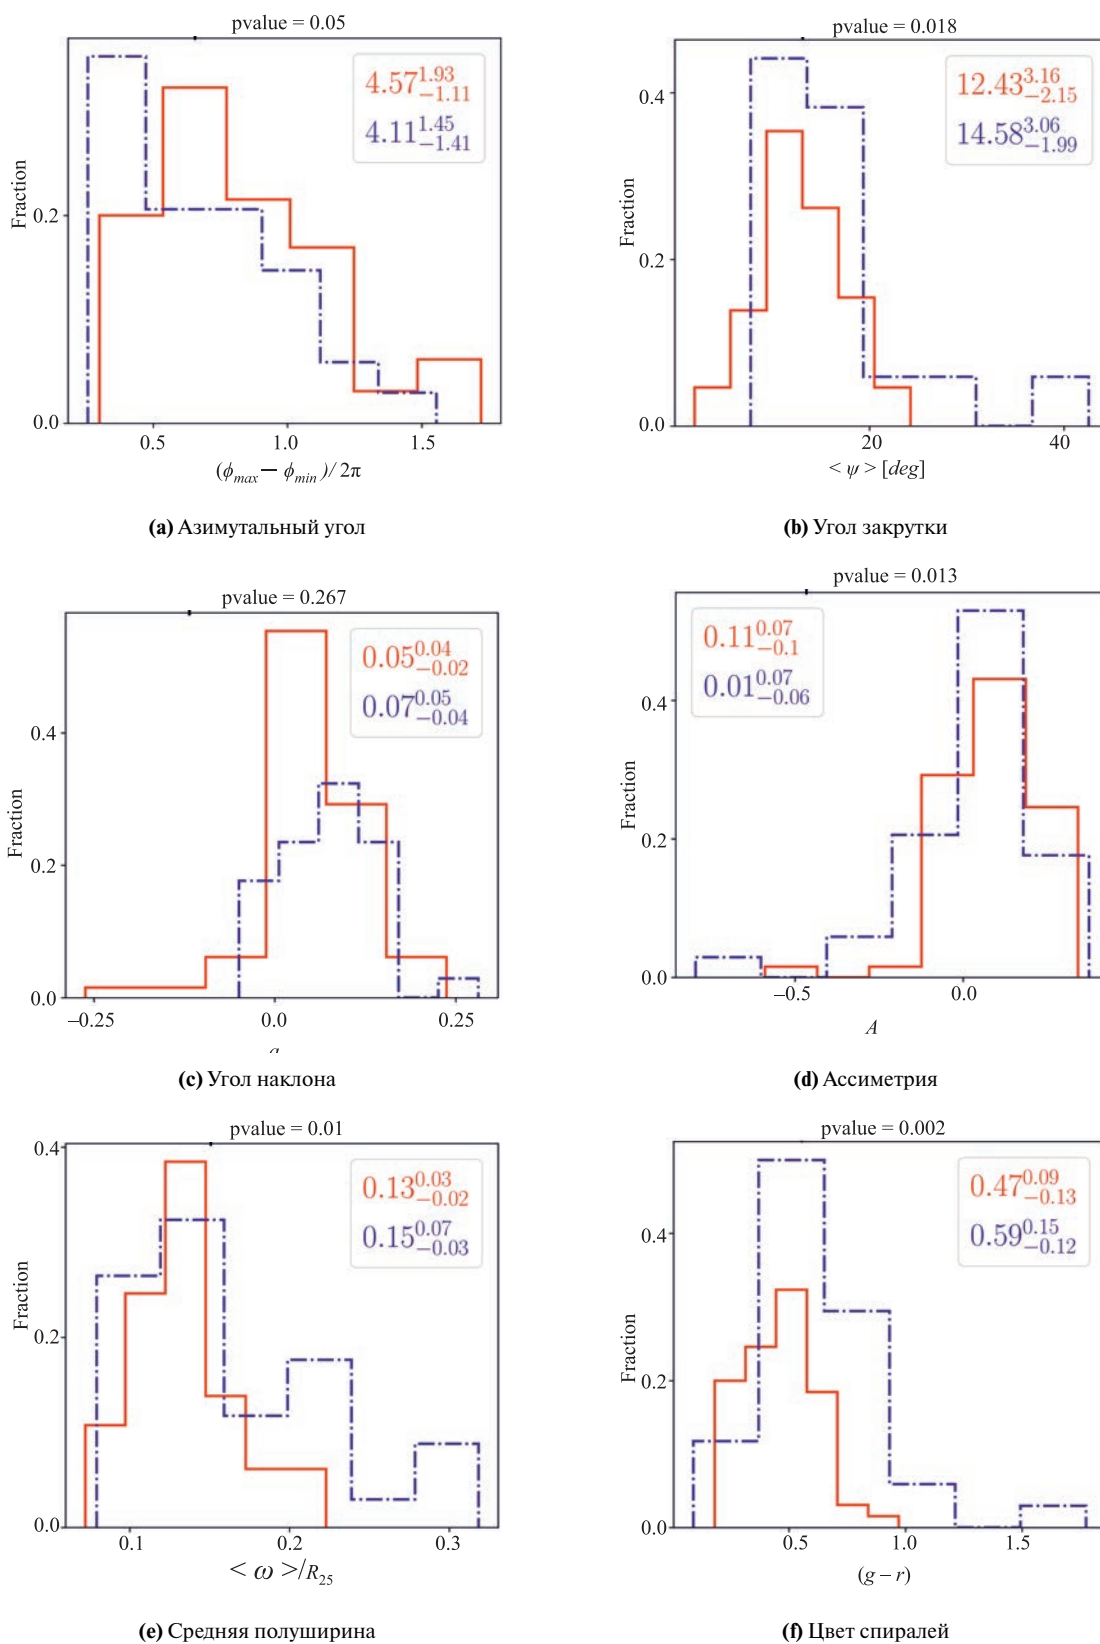 pvalue = 0.05
4.57^{1.93}_{−1.11}
4.11^{1.45}_{−1.41}
Fraction
0.2
0.0
0.5 1.0 1.5
(ϕ_{max} — ϕ_{min})/ 2π
(a) Азимутальный угол
pvalue = 0.018
12.43^{3.16}_{−2.15}
14.58^{3.06}_{−1.99}
Fraction
0.4
0.2
0.0
20 40
< ψ > [deg]
(b) Угол закрутки
pvalue = 0.267
0.05^{0.04}_{−0.02}
0.07^{0.05}_{−0.04}
Fraction
0.4
0.2
0.0
−0.25 0.0 0.25
(c) Угол наклона
pvalue = 0.013
0.11^{0.07}_{−0.1}
0.01^{0.07}_{−0.06}
Fraction
0.4
0.2
0.0
−0.5 0.0
A
(d) Ассиметрия
pvalue = 0.01
0.13^{0.03}_{−0.02}
0.15^{0.07}_{−0.03}
Fraction
0.4
0.2
0.0
0.1 0.2 0.3
< ω >/R_{25}
(e) Средняя полуширина
pvalue = 0.002
0.47^{0.09}_{−0.13}
0.59^{0.15}_{−0.12}
Fraction
0.4
0.2
0.0
0.5 1.0 1.5
(g – r)
(f) Цвет спиралей